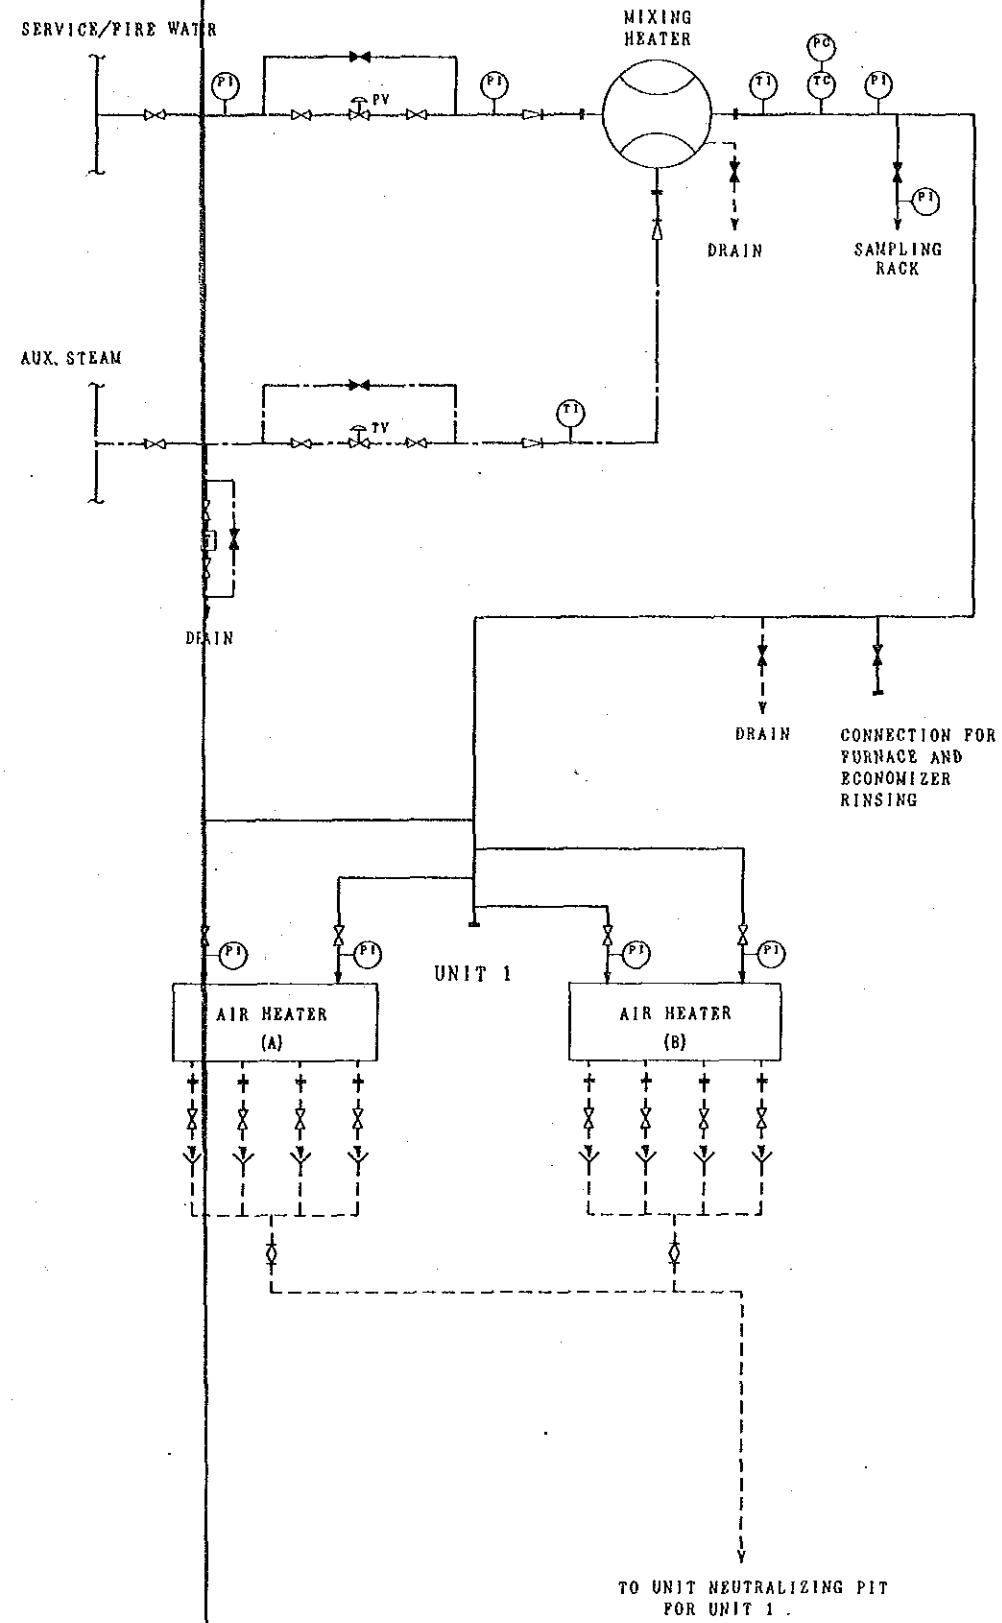 SERVICE/FIRE WATER
MIXING
HEATER
PC
PI
PV
PI
TI
TC
PI
PI
DRAIN
SAMPLING
RACK
AUX. STEAM
TV
TI
DRAIN
DRAIN
CONNECTION FOR
FURNACE AND
ECONOMIZER
RINSING
PI
PI
PI
PI
UNIT 1
AIR HEATER
(A)
AIR HEATER
(B)
TO UNIT NEUTRALIZING PIT
FOR UNIT 1 .